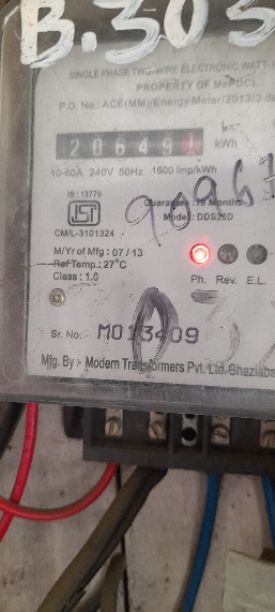 B.303
SINGLE PHASE TWO-WIRE ELECTRONIC WATT-H
PROPERTY OF MePDCL
P.O. No.: ACE(MM)/Energy Meter/2013/3 da
20649 kWh
10-60A 240V 50Hz 1600 Imp/kWh
IS : 13779
ISI
Guarantee : 18 Months
Model : DDS26D
CM/L-3101324
M/Yr of Mfg : 07 / 13
Ref Temp.: 27°C
Class : 1.0
Ph. Rev. E.L.
Sr. No. M013409
Mfg. By :- Modern Transformers Pvt. Ltd. Ghaziaba